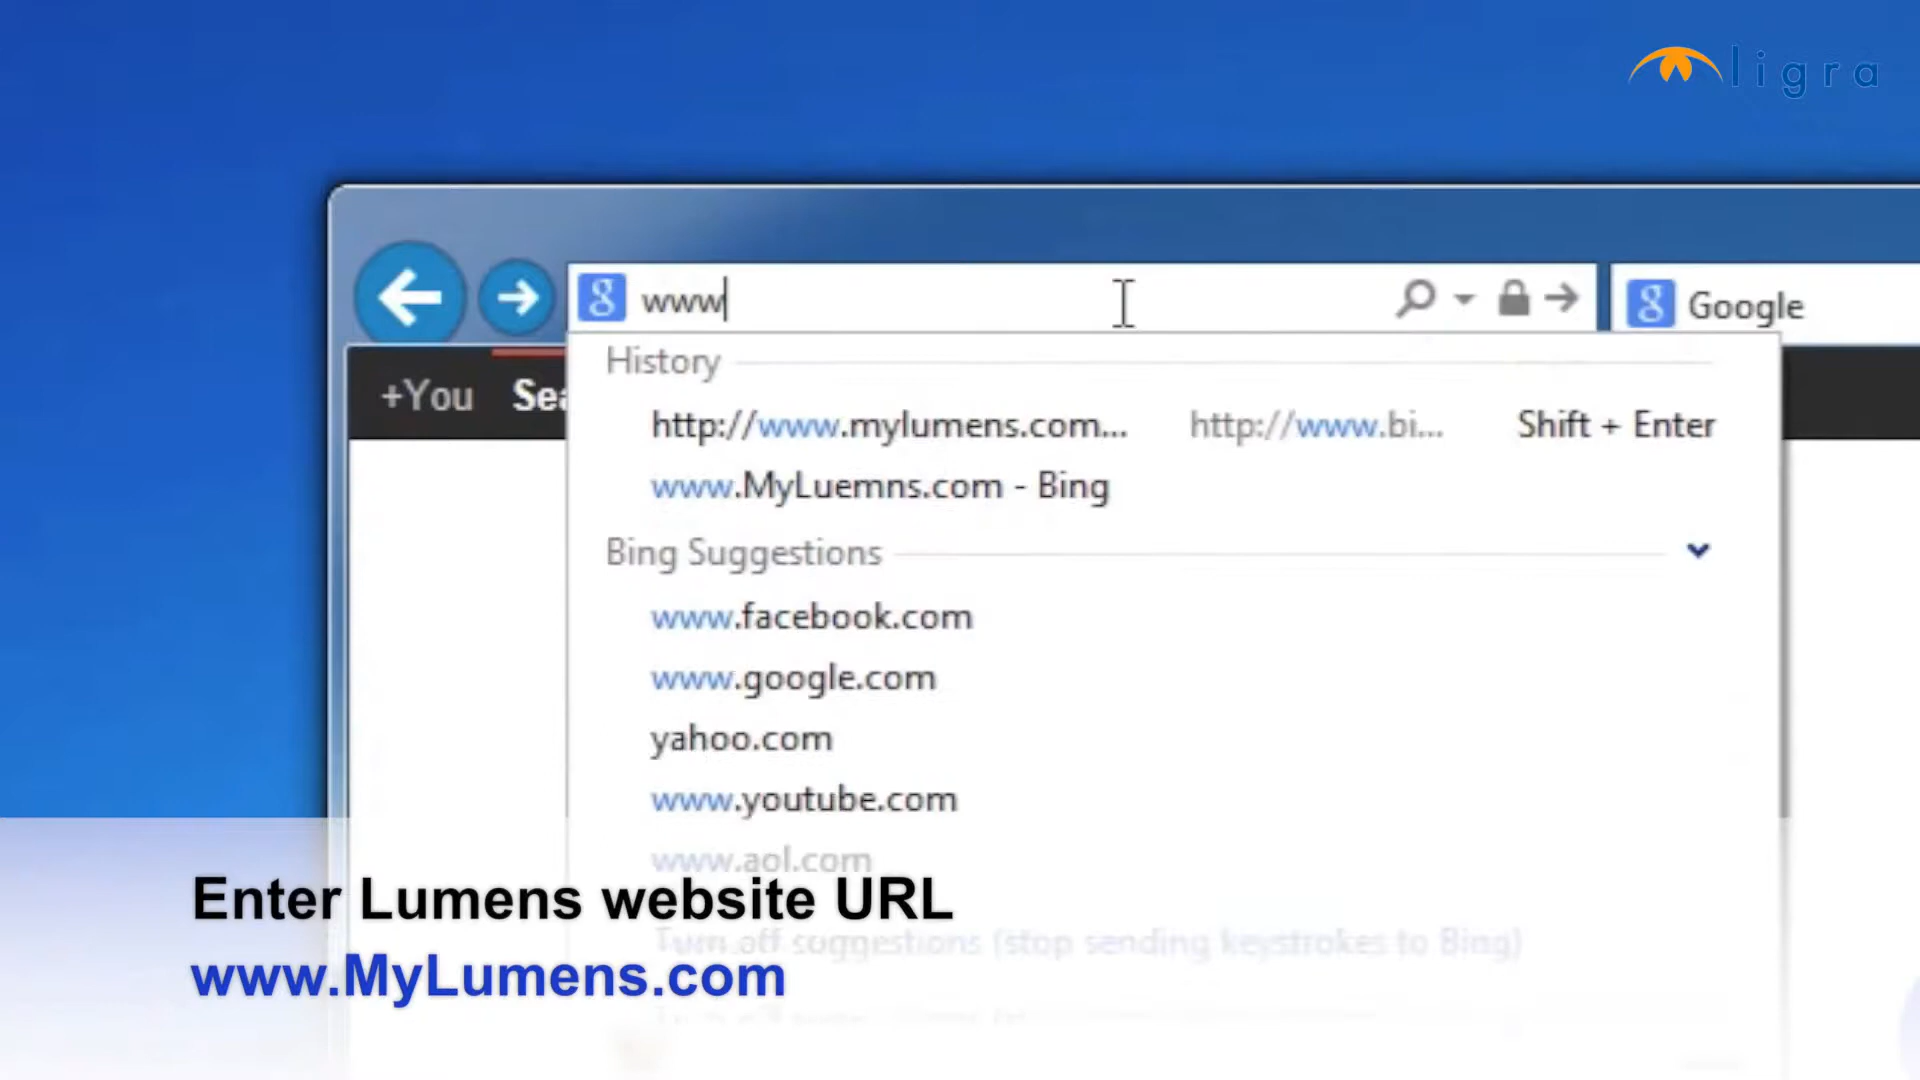 ligra
www
Google
+You Sea
History
http://www.mylumens.com... http://www.bi... Shift + Enter
www.MyLuemns.com - Bing
Bing Suggestions
www.facebook.com
www.google.com
yahoo.com
www.youtube.com
www.aol.com
Enter Lumens website URL
Turn off suggestions (stop sending keystrokes to Bing)
www.MyLumens.com